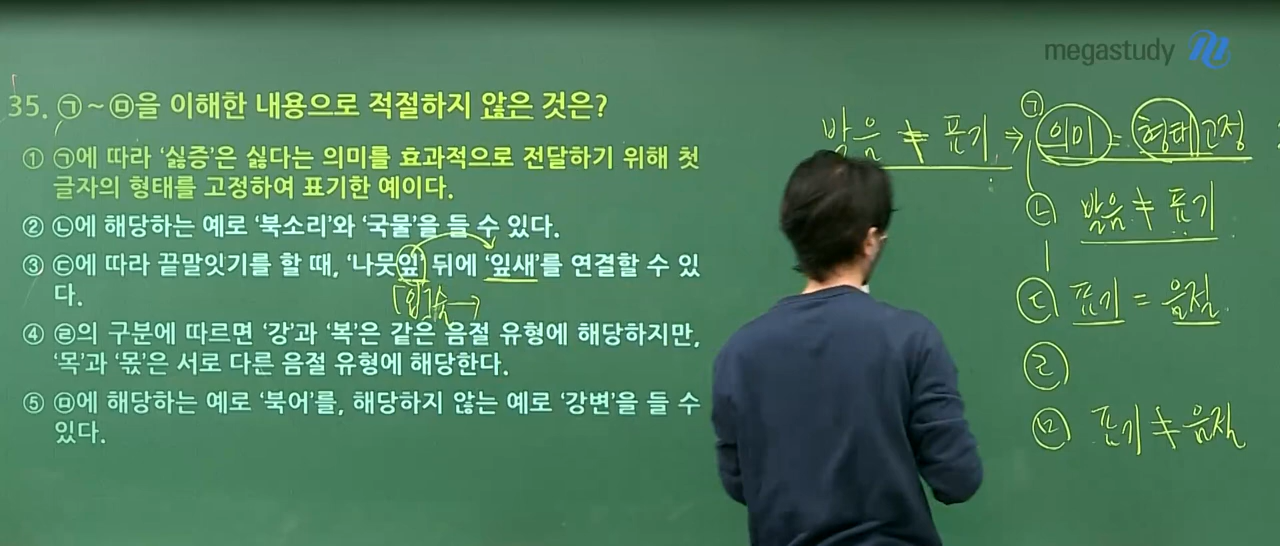 megastudy
35. ㉠~㉤을 이해한 내용으로 적절하지 않은 것은?
① ㉠에 따라 ‘싫증’은 싫다는 의미를 효과적으로 전달하기 위해 첫
글자의 형태를 고정하여 표기한 예이다.
② ㉡에 해당하는 예로 ‘북소리’와 ‘국물’을 들 수 있다.
③ ㉢에 따라 끝말잇기를 할 때, ‘나뭇잎’ 뒤에 ‘잎새’를 연결할 수 있
다.
④ ㉣의 구분에 따르면 ‘강’과 ‘복’은 같은 음절 유형에 해당하지만,
‘목’과 ‘몫’은 서로 다른 음절 유형에 해당한다.
⑤ ㉤에 해당하는 예로 ‘북어’를, 해당하지 않는 예로 ‘강변’을 들 수
있다.
발음 ≠ 표기 → ㉠ 의미 = 형태고정
㉡ 발음 ≠ 표기
㉢ 표기 = 음절
㉣
㉤ 표기 ≠ 음절